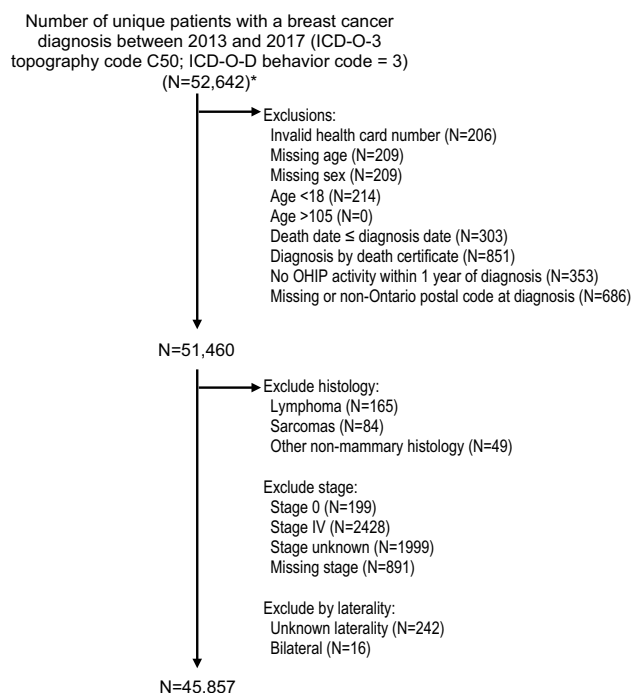 Number of unique patients with a breast cancer
diagnosis between 2013 and 2017 (ICD-O-3
topography code C50; ICD-O-D behavior code = 3)
(N=52,642)*
Exclusions:
Invalid health card number (N=206)
Missing age (N=209)
Missing sex (N=209)
Age <18 (N=214)
Age >105 (N=0)
Death date ≤ diagnosis date (N=303)
Diagnosis by death certificate (N=851)
No OHIP activity within 1 year of diagnosis (N=353)
Missing or non-Ontario postal code at diagnosis (N=686)
N=51,460
Exclude histology:
Lymphoma (N=165)
Sarcomas (N=84)
Other non-mammary histology (N=49)
Exclude stage:
Stage 0 (N=199)
Stage IV (N=2428)
Stage unknown (N=1999)
Missing stage (N=891)
Exclude by laterality:
Unknown laterality (N=242)
Bilateral (N=16)
N=45,857